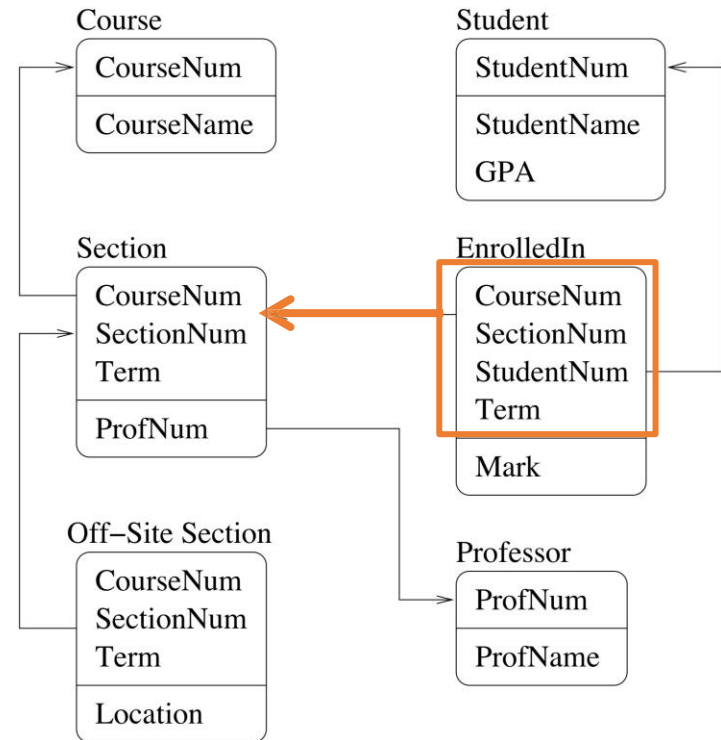 Course
CourseNum
CourseName
Student
StudentNum
StudentName
GPA
Section
CourseNum
SectionNum
Term
ProfNum
EnrolledIn
CourseNum
SectionNum
StudentNum
Term
Mark
Off–Site Section
CourseNum
SectionNum
Term
Location
Professor
ProfNum
ProfName